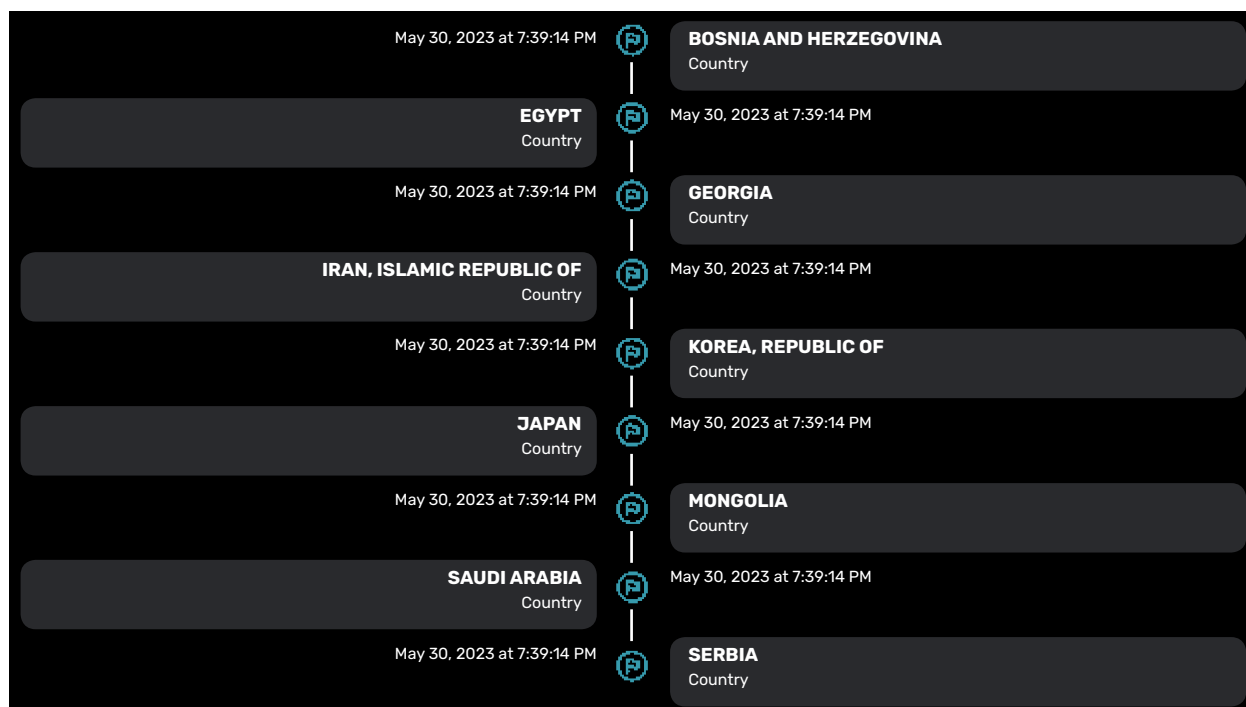 May 30, 2023 at 7:39:14 PM
BOSNIA AND HERZEGOVINA
Country
EGYPT
Country
May 30, 2023 at 7:39:14 PM
May 30, 2023 at 7:39:14 PM
GEORGIA
Country
IRAN, ISLAMIC REPUBLIC OF
Country
May 30, 2023 at 7:39:14 PM
May 30, 2023 at 7:39:14 PM
KOREA, REPUBLIC OF
Country
JAPAN
Country
May 30, 2023 at 7:39:14 PM
May 30, 2023 at 7:39:14 PM
MONGOLIA
Country
SAUDI ARABIA
Country
May 30, 2023 at 7:39:14 PM
May 30, 2023 at 7:39:14 PM
SERBIA
Country